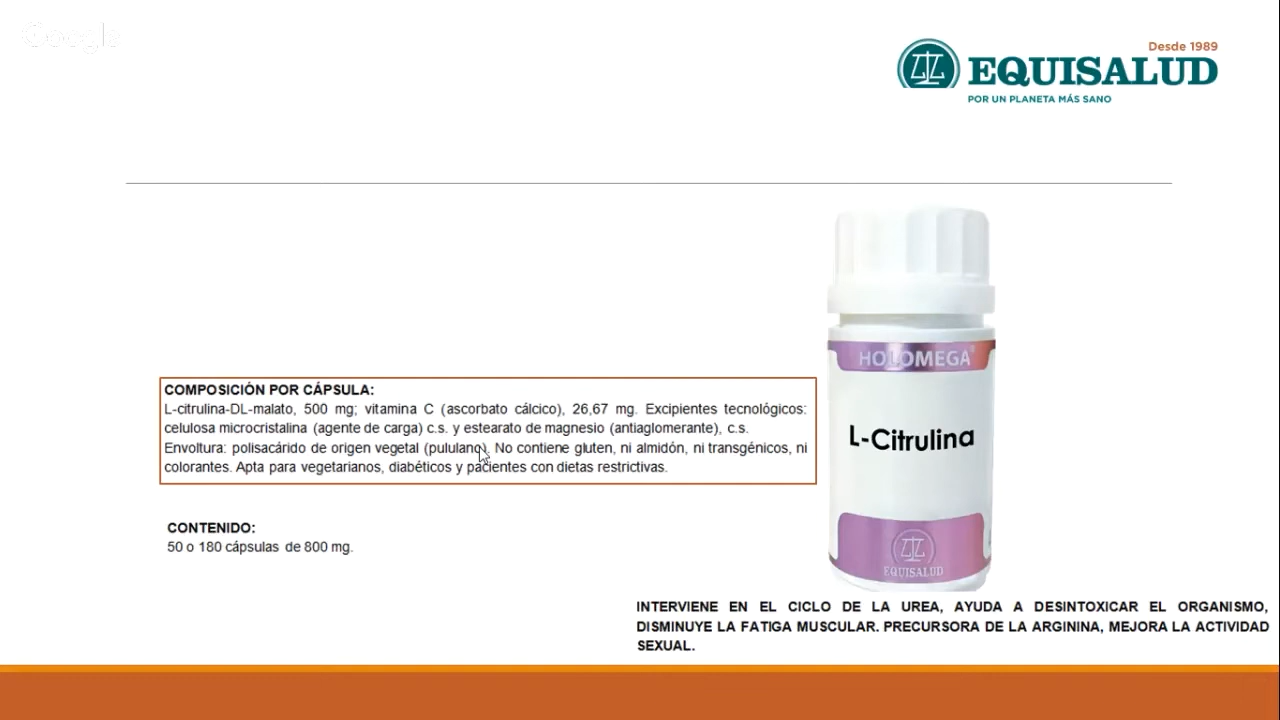 Google
Desde 1989
EQUISALUD
POR UN PLANETA MÁS SANO
HOLOMEGA®
L-Citrulina
EQUISALUD
COMPOSICIÓN POR CÁPSULA:
L-citrulina-DL-malato, 500 mg; vitamina C (ascorbato cálcico), 26,67 mg. Excipientes tecnológicos:
celulosa microcristalina (agente de carga) c.s. y estearato de magnesio (antiaglomerante), c.s.
Envoltura: polisacárido de origen vegetal (pululano). No contiene gluten, ni almidón, ni transgénicos, ni
colorantes. Apta para vegetarianos, diabéticos y pacientes con dietas restrictivas.
CONTENIDO:
50 o 180 cápsulas de 800 mg.
INTERVIENE EN EL CICLO DE LA UREA, AYUDA A DESINTOXICAR EL ORGANISMO,
DISMINUYE LA FATIGA MUSCULAR. PRECURSORA DE LA ARGININA, MEJORA LA ACTIVIDAD
SEXUAL.